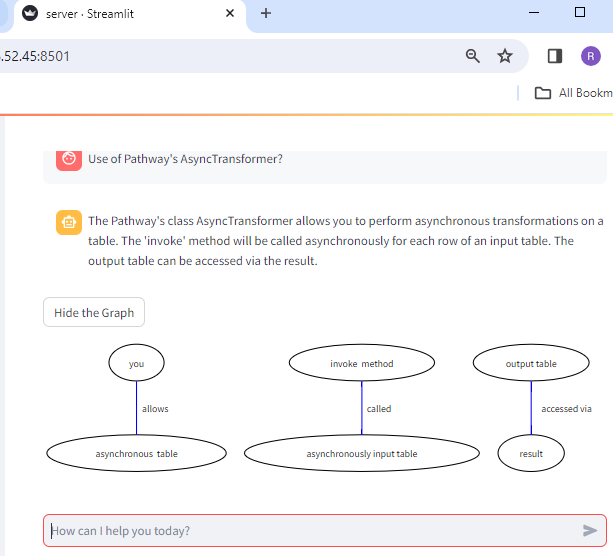 server · Streamlit
.52.45:8501
R
All Bookm
Use of Pathway's AsyncTransformer?
The Pathway's class AsyncTransformer allows you to perform asynchronous transformations on a
table. The 'invoke' method will be called asynchronously for each row of an input table. The
output table can be accessed via the result.
Hide the Graph
you
invoke method
output table
allows
called
accessed via
asynchronous table
asynchronously input table
result
How can I help you today?